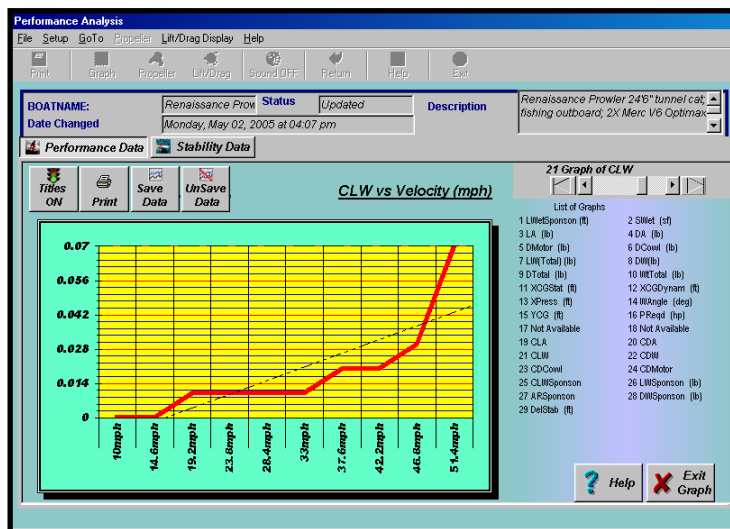 Performance Analysis
File Setup GoTo Propeller Lift/Drag Display Help
Print Graph Propeller Lift/Drag Sound OFF Return Help Exit
BOATNAME: Renaissance Prow Status Updated Description Renaissance Prowler 24'6" tunnel cat;
fishing outboard; 2X Merc V6 Optimax
Date Changed Monday, May 02, 2005 at 04:07 pm
Performance Data Stability Data
Titles ON
Print
Save Data
UnSave Data
CLW vs Velocity (mph)
21 Graph of CLW
List of Graphs
1 LWetSponson (ft) 2 SWet (sf)
3 LA (lb) 4 DA (lb)
5 DMotor (lb) 6 DCowl (lb)
7 LW(Total) (lb) 8 DW(lb)
9 DTotal (lb) 10 WtTotal (lb)
11 XCGStat (ft) 12 XCGDynam (ft)
13 XPress (ft) 14 WAngle (deg)
15 YCG (ft) 16 PReqd (hp)
17 Not Available 18 Not Available
19 CLA 20 CDA
21 CLW 22 CDW
23 CDCowl 24 CDMotor
25 CLWSponson 26 LWSponson (lb)
27 ARSponson 28 DWSponson (lb)
29 DelStab (ft)
0.07
0.056
0.042
0.028
0.014
0
10mph 14.6mph 19.2mph 23.8mph 28.4mph 33mph 37.6mph 42.2mph 46.8mph 51.4mph
Help
Exit Graph